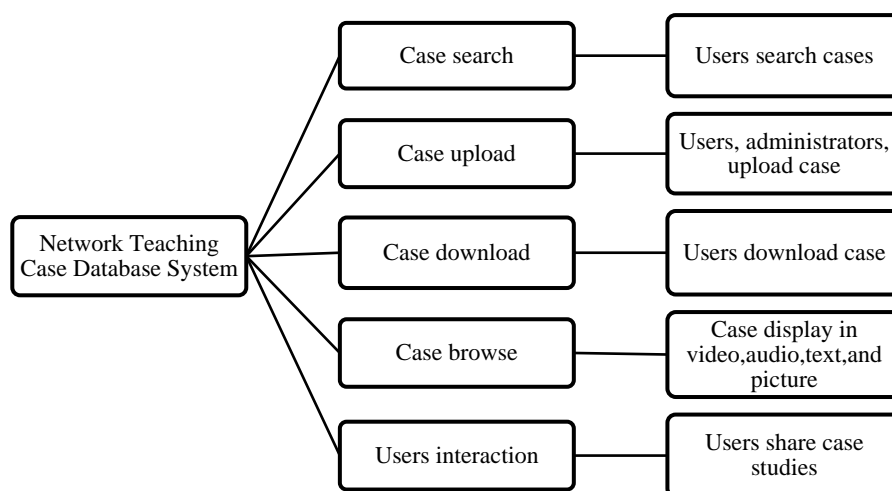 Network Teaching
Case Database System
Case search
Users search cases
Case upload
Users, administrators,
upload case
Case download
Users download case
Case browse
Case display in
video,audio,text,and
picture
Users interaction
Users share case
studies